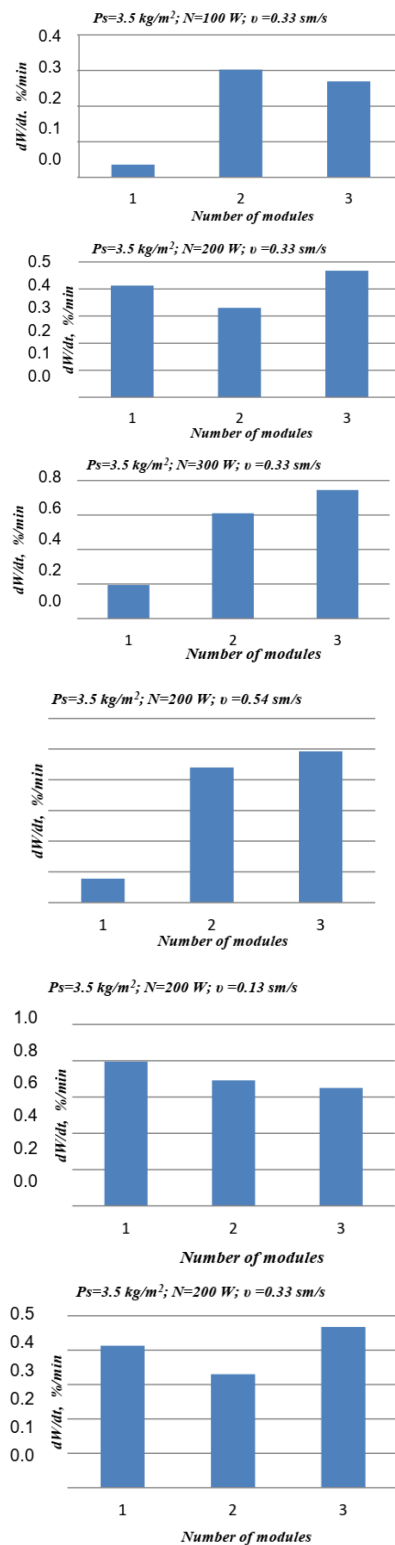 Ps=3.5 kg/m²; N=100 W; υ =0.33 sm/s
0.4
0.3
0.2
0.1
0.0
dW/dt. %/min
1 2 3
Number of modules
Ps=3.5 kg/m²; N=200 W; υ =0.33 sm/s
0.5
0.4
0.3
0.2
0.1
0.0
dW/dt, %/min
1 2 3
Number of modules
Ps=3.5 kg/m²; N=300 W; υ =0.33 sm/s
0.8
0.6
0.4
0.2
0.0
dW/dt, %/min
1 2 3
Number of modules
Ps=3.5 kg/m²; N=200 W; υ =0.54 sm/s
dW/dt, %/min
1 2 3
Number of modules
Ps=3.5 kg/m²; N=200 W; υ =0.13 sm/s
1.0
0.8
0.6
0.4
0.2
0.0
dW/dt, %/min
1 2 3
Number of modules
Ps=3.5 kg/m²; N=200 W; υ =0.33 sm/s
0.5
0.4
0.3
0.2
0.1
0.0
dW/dt, %/min
1 2 3
Number of modules